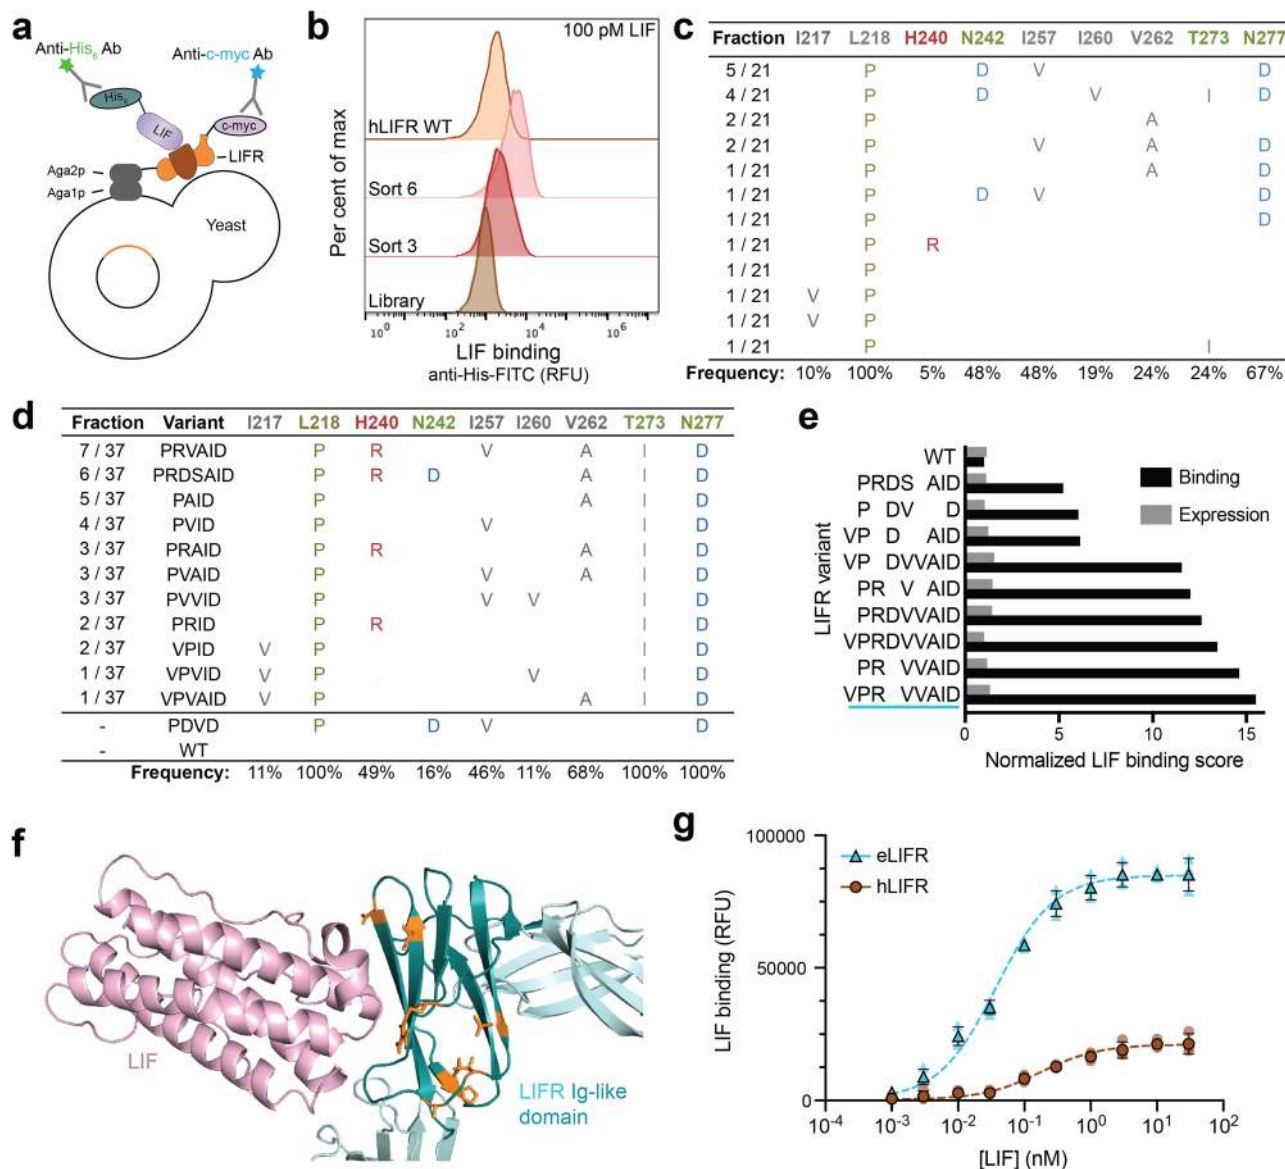 a
Anti-His6 Ab
Anti-c-myc Ab
His6
c-myc
LIF
LIFR
Aga2p
Aga1p
Yeast
b
100 pM LIF
hLIFR WT
Sort 6
Sort 3
Library
Per cent of max
10^0 10^2 10^4 10^6
LIF binding
anti-His-FITC (RFU)
c
Fraction I217 L218 H240 N242 I257 I260 V262 T273 N277
5 / 21 P D V D
4 / 21 P D V I D
2 / 21 P A
2 / 21 P V A D
1 / 21 P A D
1 / 21 P D V D
1 / 21 P D
1 / 21 P R
1 / 21 P
1 / 21 V P
1 / 21 V P
1 / 21 P I
Frequency: 10% 100% 5% 48% 48% 19% 24% 24% 67%
d
Fraction Variant I217 L218 H240 N242 I257 I260 V262 T273 N277
7 / 37 PRVAID P R V A I D
6 / 37 PRDSAID P R D A I D
5 / 37 PAID P A I D
4 / 37 PVID P V I D
3 / 37 PRAID P R A I D
3 / 37 PVAID P V A I D
3 / 37 PVVID P V V I D
2 / 37 PRID P R I D
2 / 37 VPID V P I D
1 / 37 VPVID V P V I D
1 / 37 VPVAID V P A I D
- PDVD P D V D
- WT
Frequency: 11% 100% 49% 16% 46% 11% 68% 100% 100%
e
LIFR variant
WT
PRDS AID
P DV D
VP D AID
VP DVVAID
PR V AID
PRDVVAID
VPRDVVAID
PR VVAID
VPR VVAID
Binding
Expression
0 5 10 15
Normalized LIF binding score
f
LIF
LIFR Ig-like
domain
g
eLIFR
hLIFR
LIF binding (RFU)
100000
50000
0
10^-4 10^-3 10^-2 10^-1 10^0 10^1 10^2
[LIF] (nM)